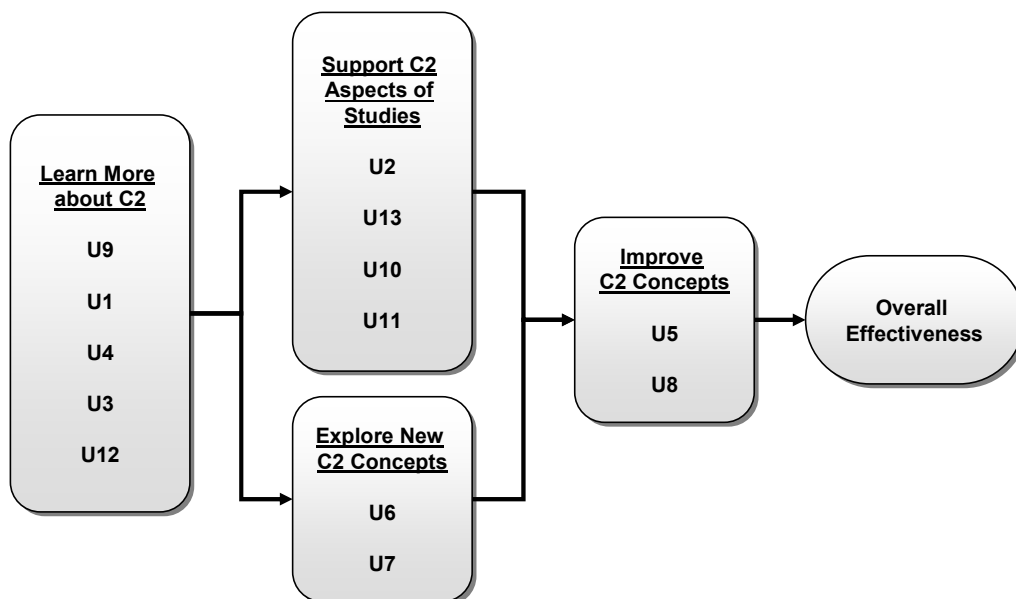 Learn More
about C2
U9
U1
U4
U3
U12
Support C2
Aspects of
Studies
U2
U13
U10
U11
Explore New
C2 Concepts
U6
U7
Improve
C2 Concepts
U5
U8
Overall
Effectiveness